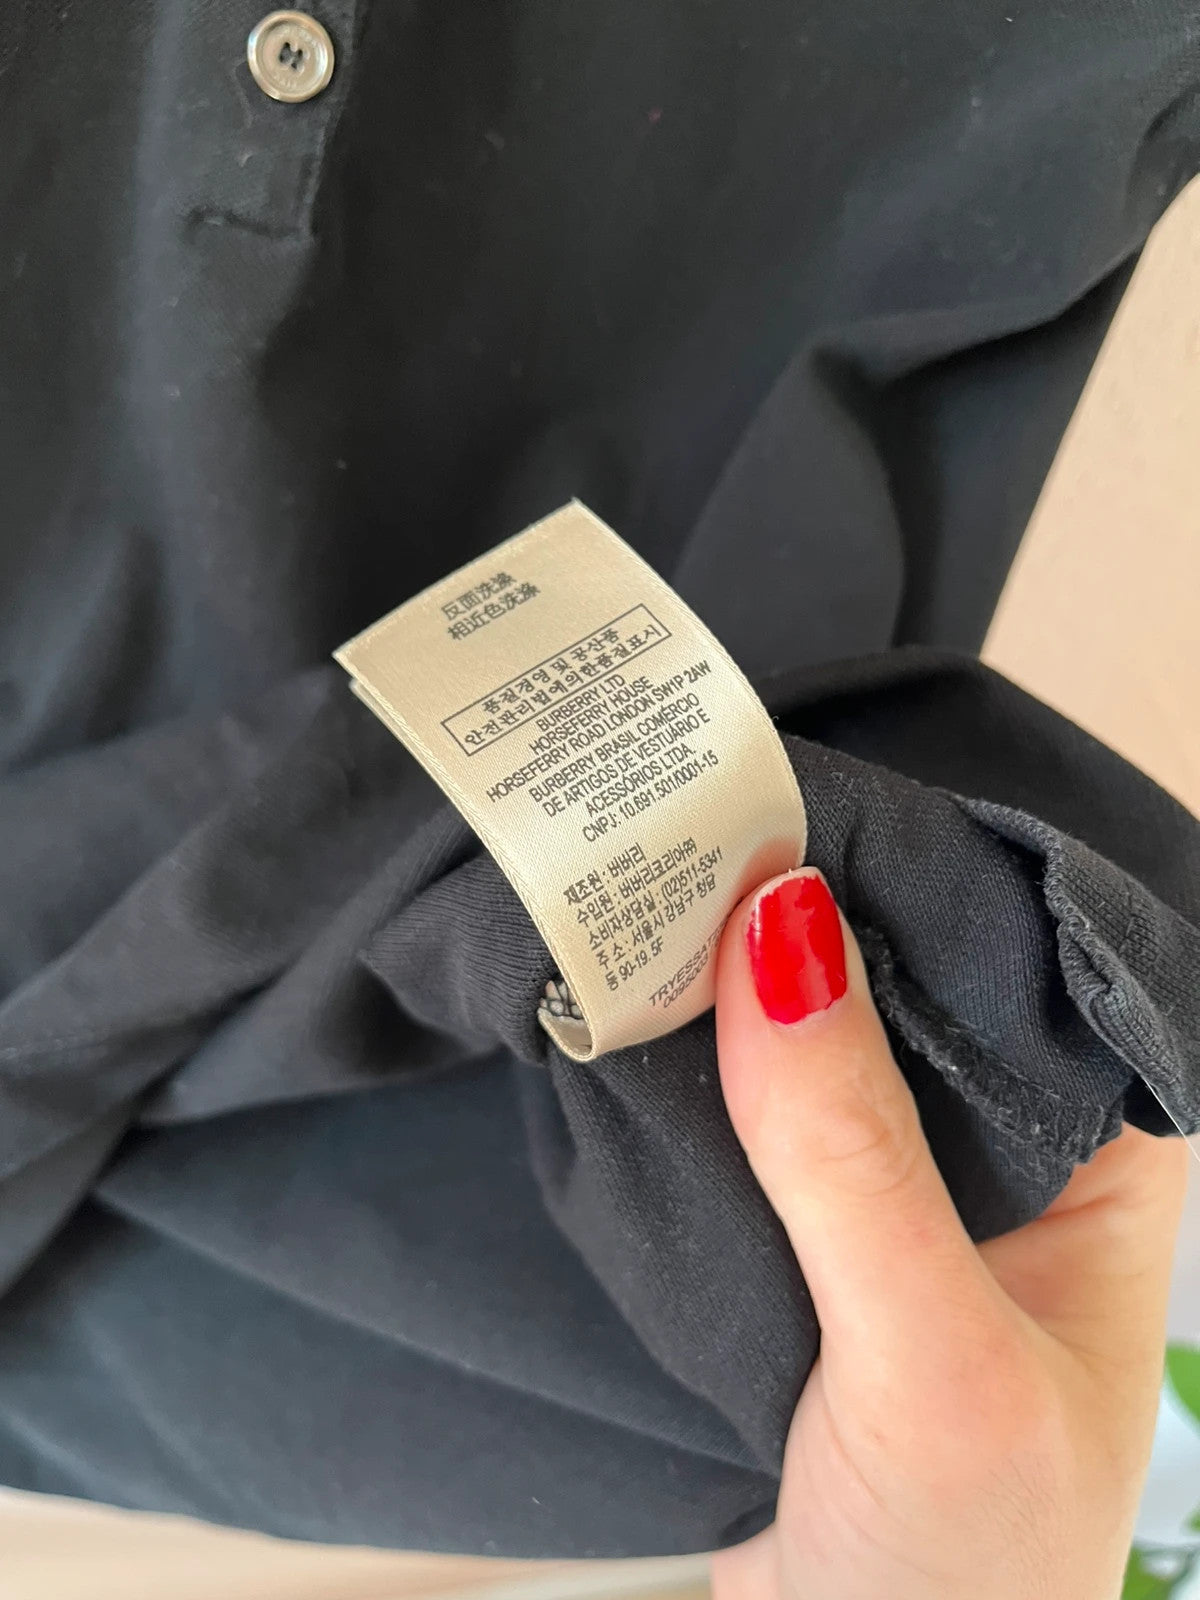 反面洗涤
相近色洗涤
품질경영 및 공산품
안전관리법에의한품질표시
BURBERRY LTD
HORSEFERRY HOUSE
HORSEFERRY ROAD LONDON SW1P 2AW
BURBERRY BRASIL COMÉRCIO
DE ARTIGOS DE VESTUÁRIO E
ACESSÓRIOS LTDA.
CNPJ: 10.691.501/0001-15
제조원 : 버버리
수입원 : 버버리코리아㈜
소비자상담실 : (02)511-5341
주소 : 서울시 강남구 청담
동 90-19, 5F